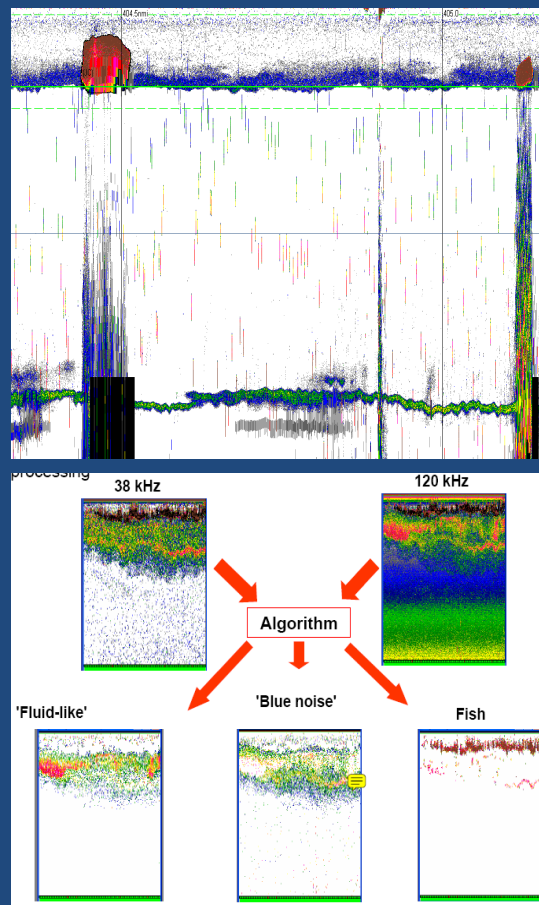 404.5nmi
405.0
processing
38 kHz
120 kHz
Algorithm
'Fluid-like'
'Blue noise'
Fish